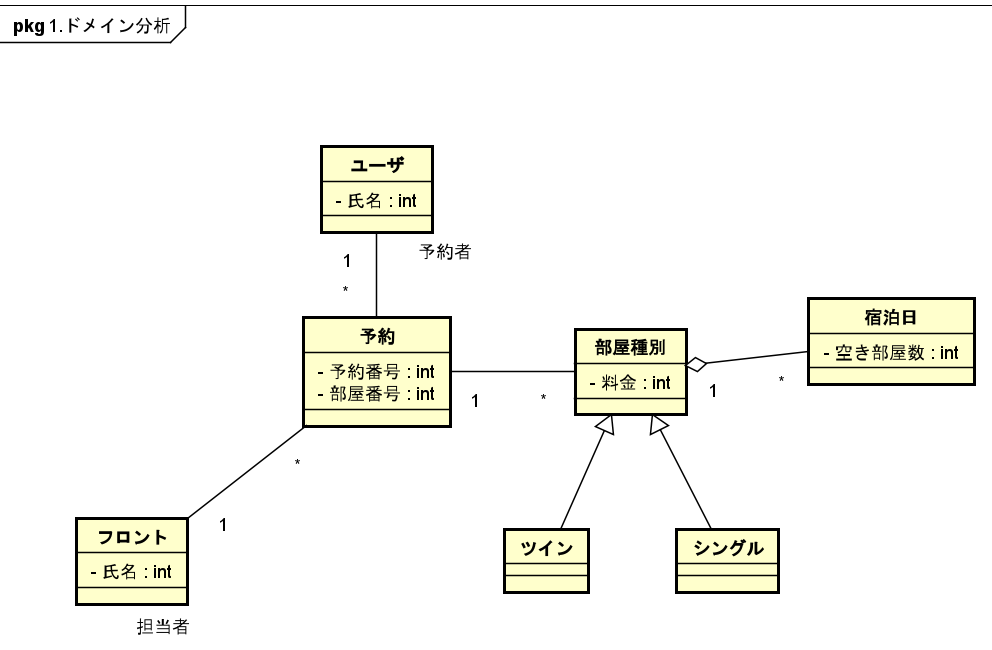 pkg 1.ドメイン分析
ユーザ
- 氏名 : int
1
予約者
*
予約
- 予約番号 : int
- 部屋番号 : int
1
*
部屋種別
- 料金 : int
1
*
宿泊日
- 空き部屋数 : int
*
1
フロント
- 氏名 : int
担当者
ツイン
シングル